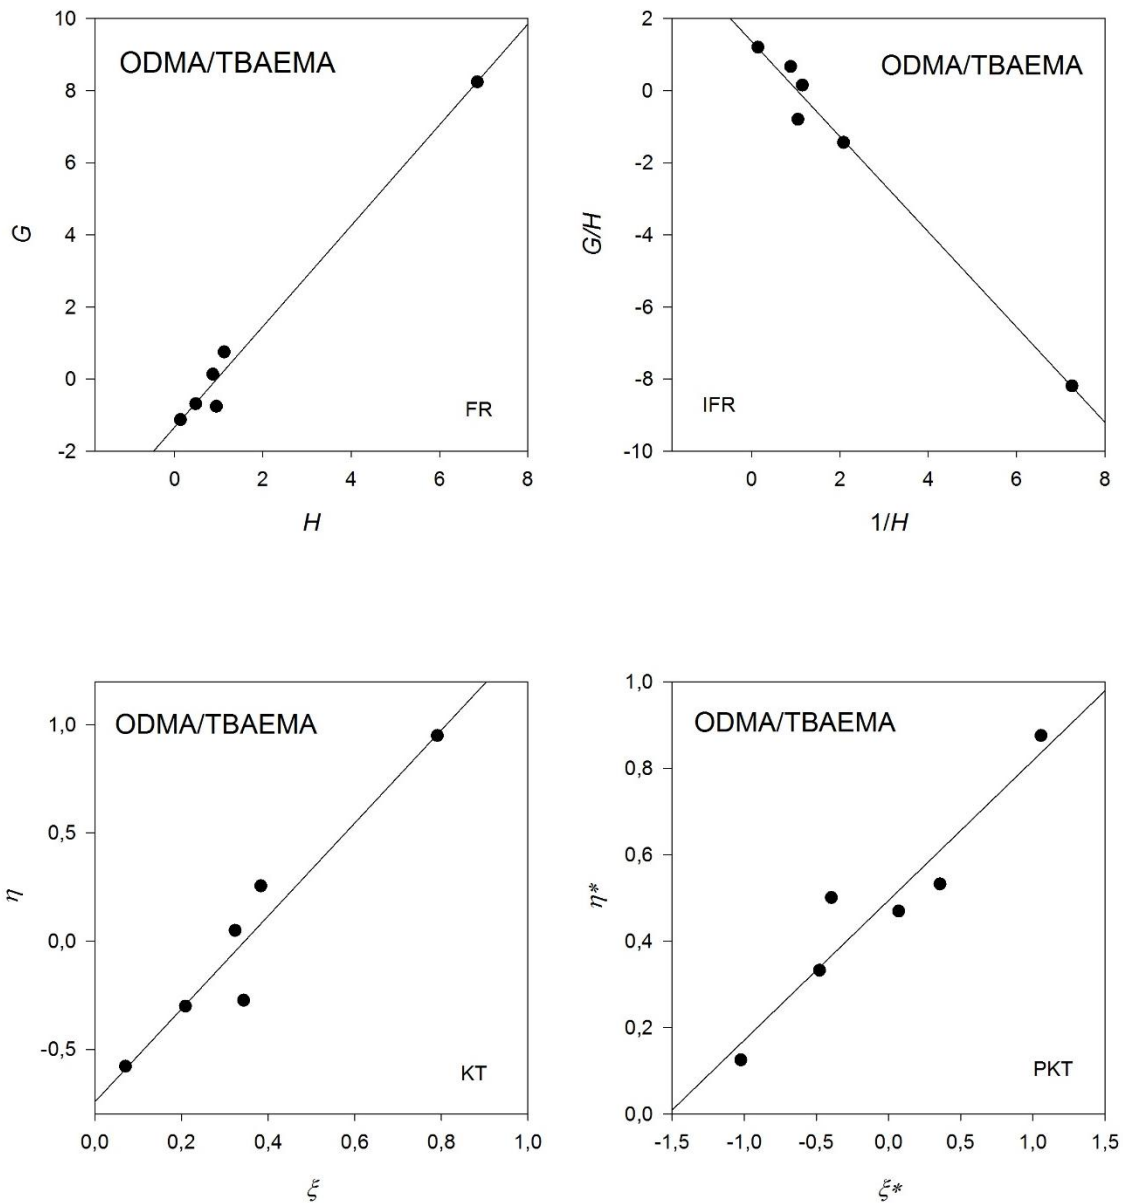 ODMA/TBAEMA
10
8
6
4
2
0
-2
G
FR
0 2 4 6 8
H
ODMA/TBAEMA
2
0
-2
-4
-6
-8
-10
G/H
IFR
0 2 4 6 8
1/H
ODMA/TBAEMA
1,0
0,5
0,0
-0,5
η
KT
0,0 0,2 0,4 0,6 0,8 1,0
ξ
ODMA/TBAEMA
1,0
0,8
0,6
0,4
0,2
0,0
η*
PKT
-1,5 -1,0 -0,5 0,0 0,5 1,0 1,5
ξ*